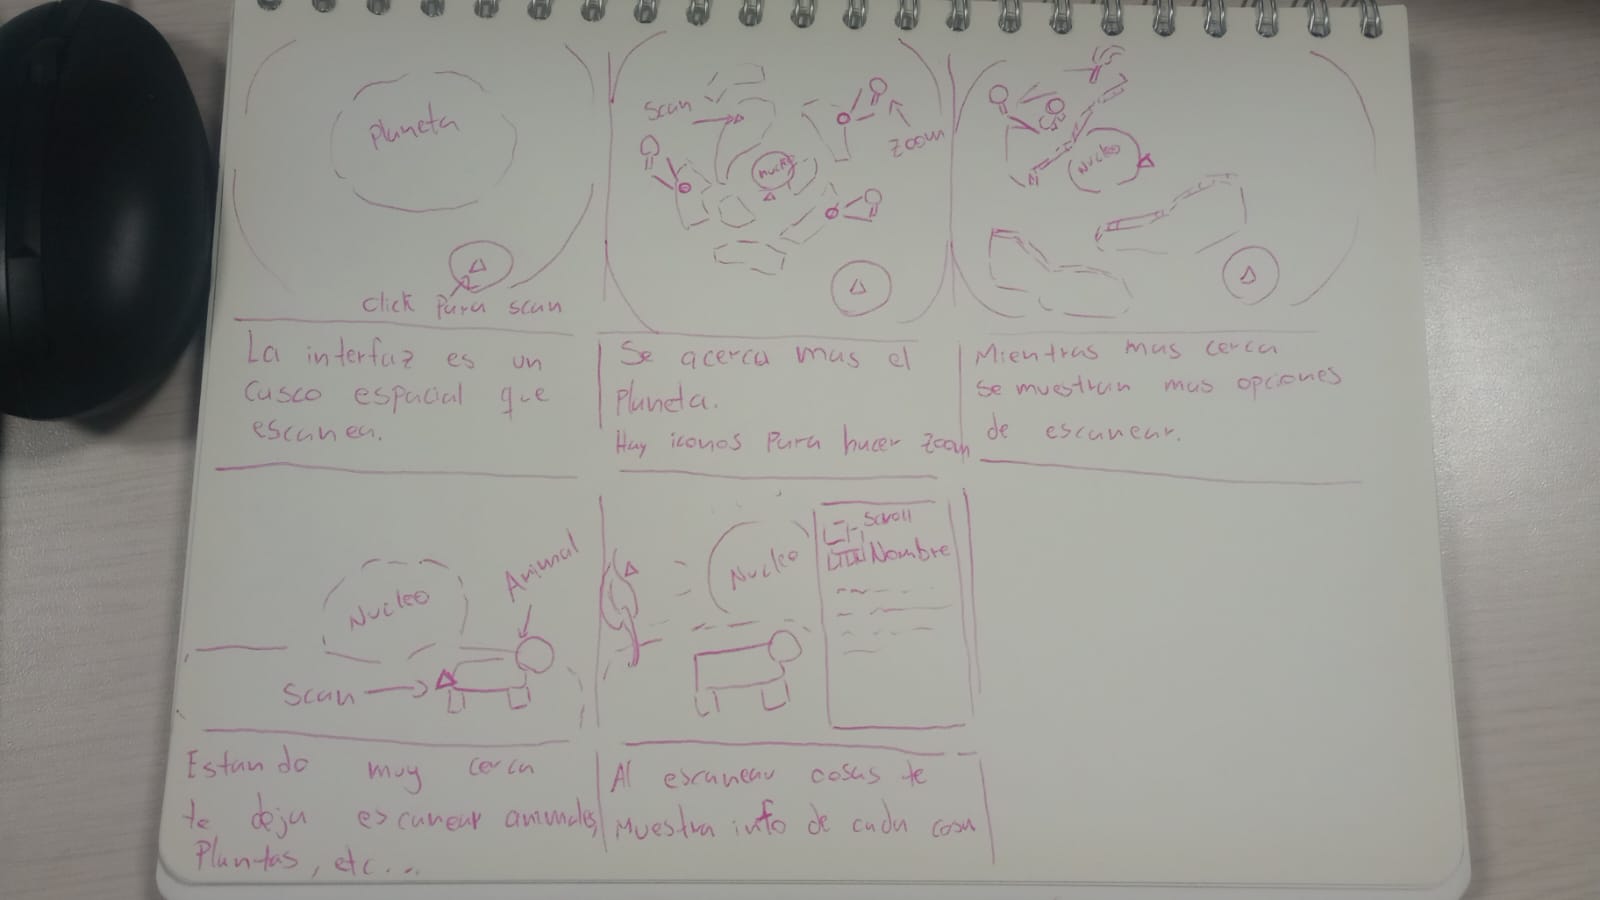 Planeta
Click para scan
La interfaz es un
Casco espacial que
escanea.
Scan
Nucleo
Zoom
Se acerca mas el
Planeta.
Hay iconos para hacer zoom
Nucleo
Mientras mas cerca
se muestran mas opciones
de escanear.
Nucleo
Animal
Scan
Estando muy cerca
te deja escanear animales,
Plantas, etc...
Nucleo
Scroll
Nombre
Al escanear cosas te
Muestra info de cada cosa